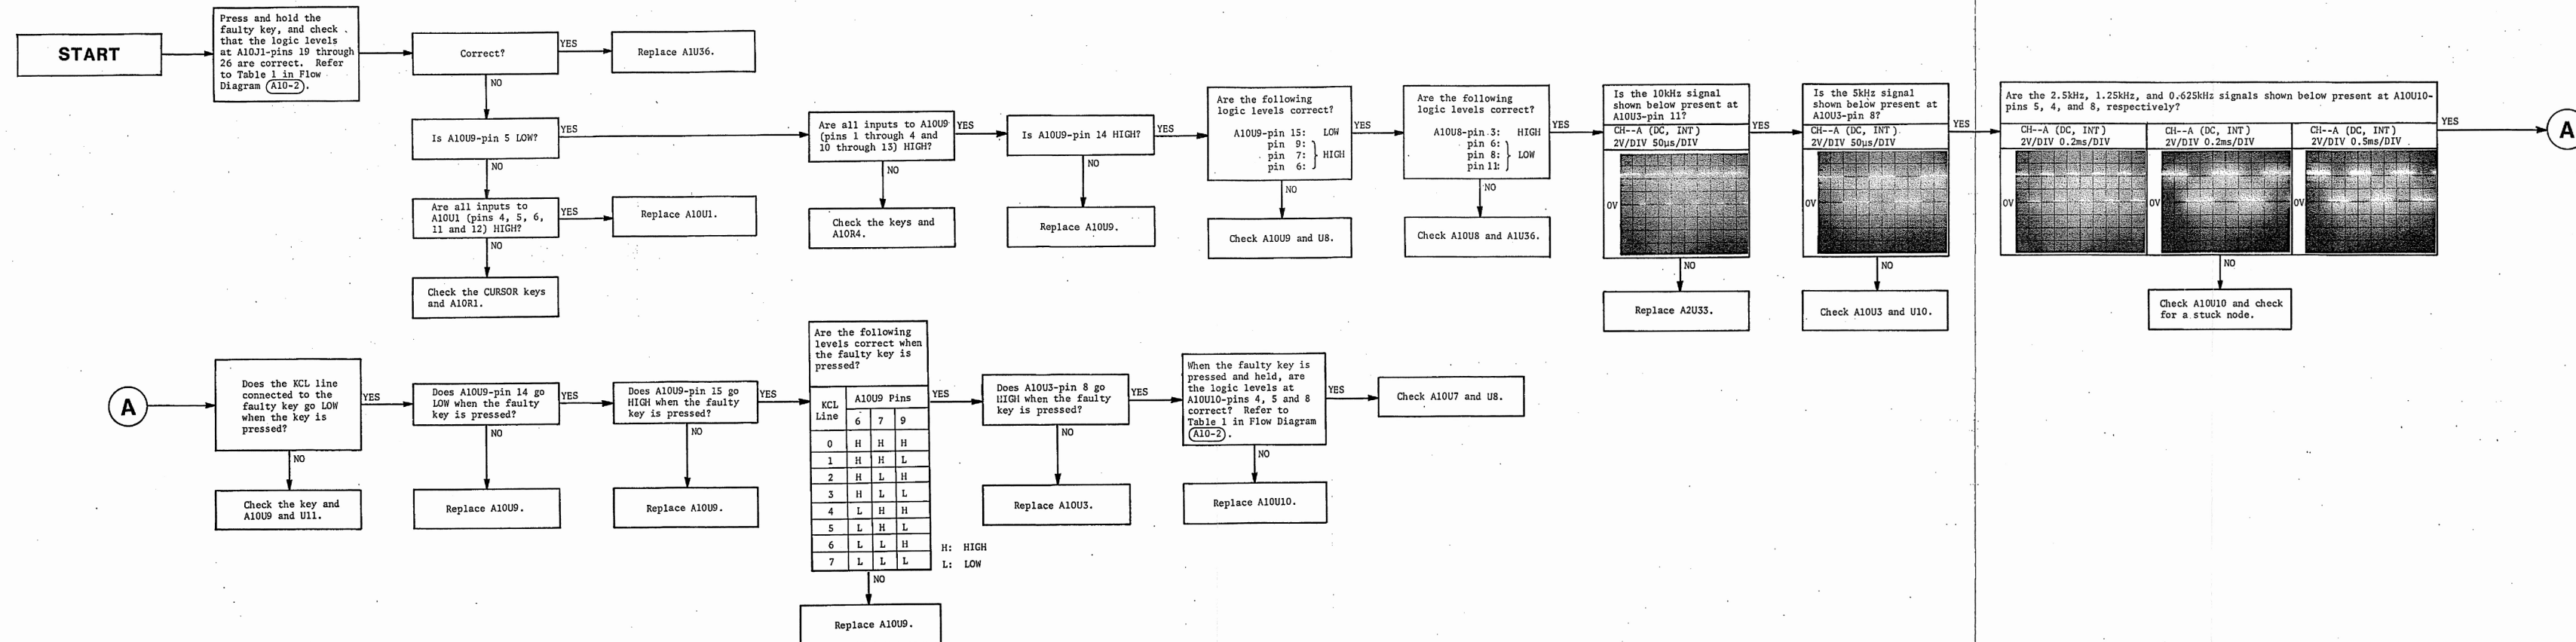 START
Press and hold the
faulty key, and check
that the logic levels
at A10J1-pins 19 through
26 are correct. Refer
to Table 1 in Flow
Diagram A10-2.
Correct?
YES
Replace A1U36.
NO
Is A10U9-pin 5 LOW?
YES
NO
Are all inputs to
A10U1 (pins 4, 5, 6,
11 and 12) HIGH?
YES
Replace A10U1.
NO
Check the CURSOR keys
and A10R1.
Are all inputs to A10U9
(pins 1 through 4 and
10 through 13) HIGH?
YES
NO
Check the keys and
A10R4.
Is A10U9-pin 14 HIGH?
YES
NO
Replace A10U9.
Are the following
logic levels correct?
A10U9-pin 15: LOW
pin 9:
pin 7: HIGH
pin 6:
YES
NO
Check A10U9 and U8.
Are the following
logic levels correct?
A10U8-pin 3: HIGH
pin 6:
pin 8: LOW
pin 11:
YES
NO
Check A10U8 and A1U36.
Is the 10kHz signal
shown below present at
A10U3-pin 11?
CH--A (DC, INT)
2V/DIV 50µs/DIV
0V
YES
NO
Replace A2U33.
Is the 5kHz signal
shown below present at
A10U3-pin 8?
CH--A (DC, INT)
2V/DIV 50µs/DIV
0V
YES
NO
Check A10U3 and U10.
Are the 2.5kHz, 1.25kHz, and 0.625kHz signals shown below present at A10U10-
pins 5, 4, and 8, respectively?
CH--A (DC, INT) CH--A (DC, INT) CH--A (DC, INT)
2V/DIV 0.2ms/DIV 2V/DIV 0.2ms/DIV 2V/DIV 0.5ms/DIV
0V 0V 0V
YES
A
NO
Check A10U10 and check
for a stuck node.
A
Does the KCL line
connected to the
faulty key go LOW
when the key is
pressed?
YES
NO
Check the key and
A10U9 and U11.
Does A10U9-pin 14 go
LOW when the faulty
key is pressed?
YES
NO
Replace A10U9.
Does A10U9-pin 15 go
HIGH when the faulty
key is pressed?
YES
NO
Replace A10U9.
Are the following
levels correct when
the faulty key is
pressed?
KCL Line A10U9 Pins
6 7 9
0 H H H
1 H H L
2 H L H
3 H L L
4 L H H
5 L H L
6 L L H
7 L L L
H: HIGH
L: LOW
YES
NO
Replace A10U9.
Does A10U3-pin 8 go
HIGH when the faulty
key is pressed?
YES
NO
Replace A10U3.
When the faulty key is
pressed and held, are
the logic levels at
A10U10-pins 4, 5 and 8
correct? Refer to
Table 1 in Flow Diagram
A10-2.
YES
Check A10U7 and U8.
NO
Replace A10U10.